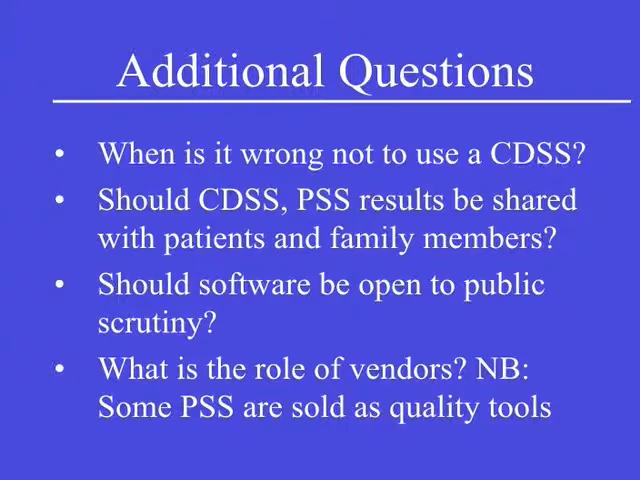 Additional Questions
• When is it wrong not to use a CDSS?
• Should CDSS, PSS results be shared
with patients and family members?
• Should software be open to public
scrutiny?
• What is the role of vendors? NB:
Some PSS are sold as quality tools